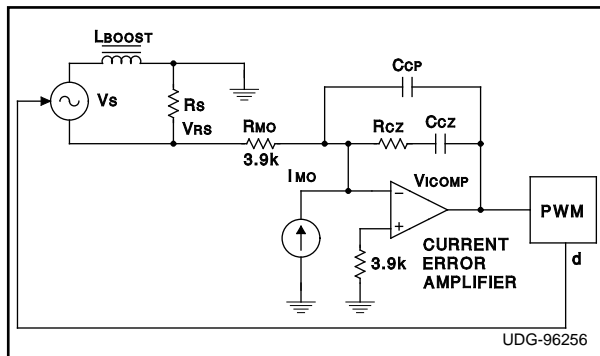 LBOOST
CCP
VS
RS
VRS
RMO
3.9k
RCZ
CCZ
IMO
VICOMP
−
+
PWM
3.9k
CURRENT
ERROR
AMPLIFIER
d
UDG-96256